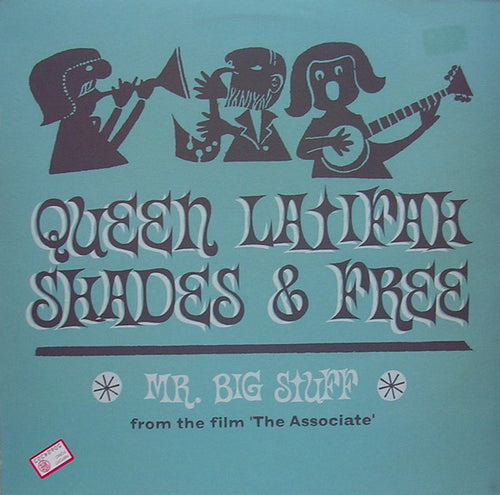 QUEEN LATIFAH
SHADES & FREE
MR. BIG STUFF
from the film 'The Associate'